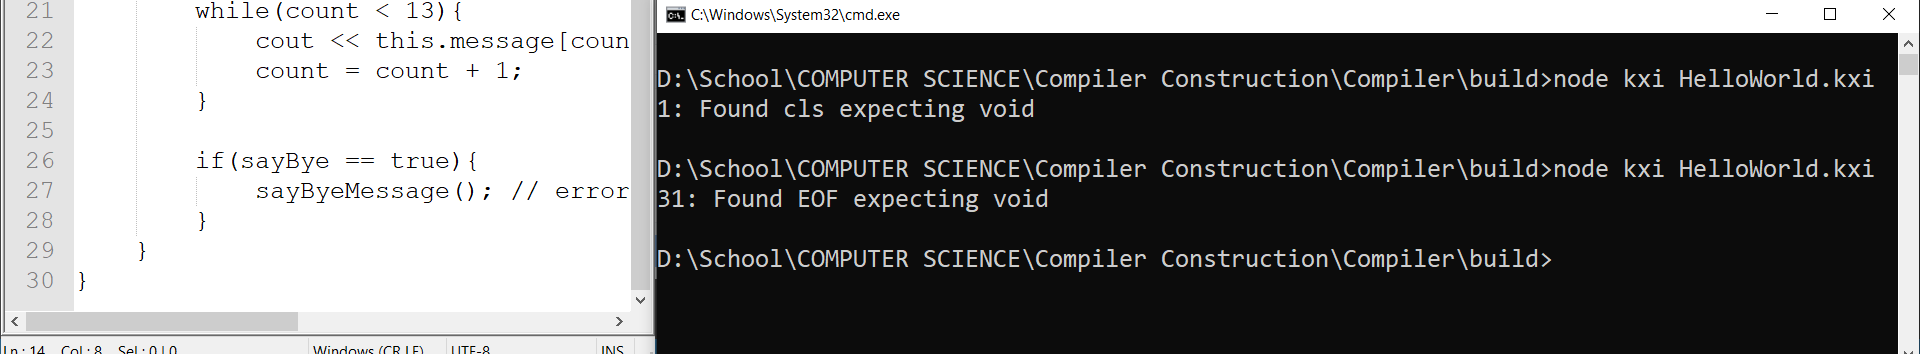 21 while(count < 13){
22 cout << this.message[coun
23 count = count + 1;
24 }
25
26 if(sayBye == true){
27 sayByeMessage(); // error
28 }
29 }
30 }
Ln : 14 Col : 8 Sel : 0 | 0 Windows (CR LF) UTF-8 INS
C:\Windows\System32\cmd.exe
D:\School\COMPUTER SCIENCE\Compiler Construction\Compiler\build>node kxi HelloWorld.kxi
1: Found cls expecting void
D:\School\COMPUTER SCIENCE\Compiler Construction\Compiler\build>node kxi HelloWorld.kxi
31: Found EOF expecting void
D:\School\COMPUTER SCIENCE\Compiler Construction\Compiler\build>